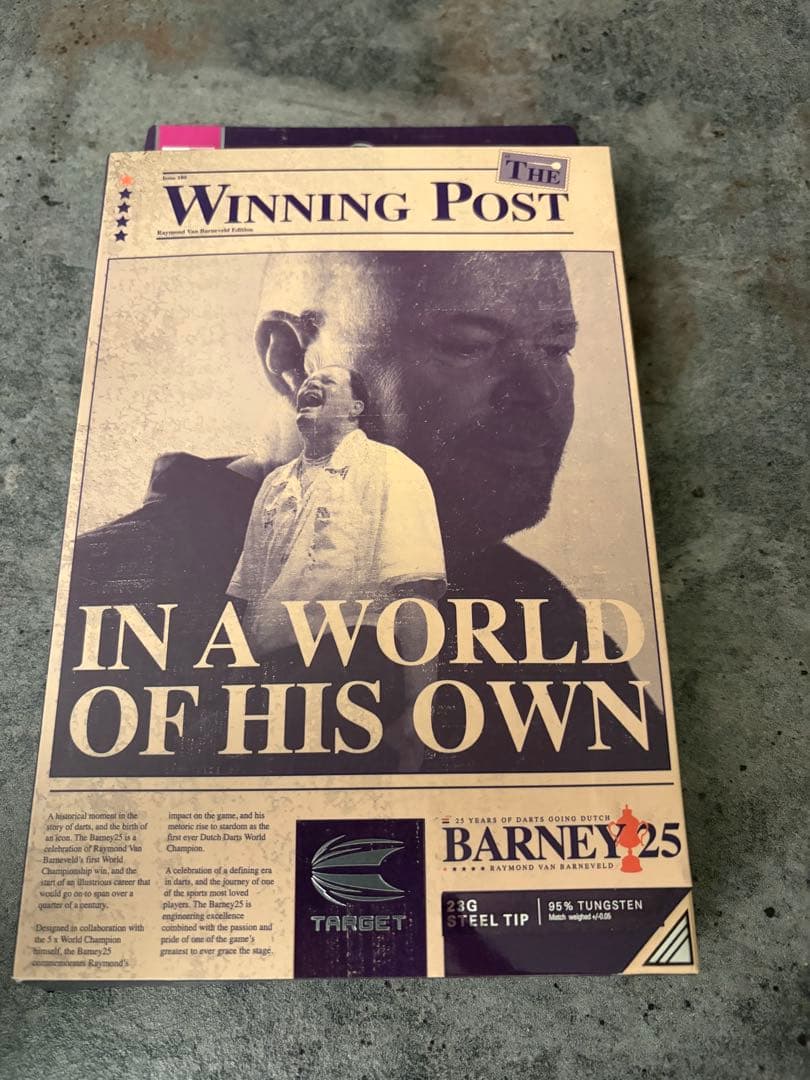 Issue 180
THE
WINNING POST
Raymond Van Barneveld Edition
IN A WORLD
OF HIS OWN
A historical moment in the
story of darts, and the birth of
an icon. The Barney25 is a
celebration of Raymond Van
Barneveld's first World
Championship win, and the
start of an illustrious career that
would go on to span over a
quarter of a century.
Designed in collaboration with
the 5 x World Champion
himself, the Barney25
commemorates Raymond's
impact on the game, and his
meteoric rise to stardom as the
first ever Dutch Darts World
Champion.
A celebration of a defining era
in darts, and the journey of one
of the sports most loved
players. The Barney25 is
engineering excellence
combined with the passion and
pride of one of the game's
greatest to ever grace the stage.
TARGET
25 YEARS OF DARTS GOING DUTCH
BARNEY 25
RAYMOND VAN BARNEVELD
23G
STEEL TIP
95% TUNGSTEN
Match weighed +/-0.05